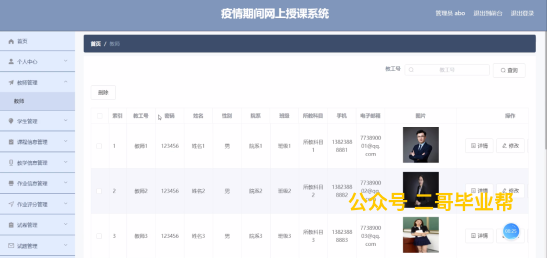 疫情期间网上授课系统
管理员 abo 退出到前台 退出登录
首页
个人中心
教师管理
教师
学生管理
课程信息管理
教学信息管理
作业信息管理
作业评分管理
试卷管理
试题管理
首页 / 教师
教工号 教工号 查询
删除
索引 教工号 密码 姓名 性别 院系 班级 所教科目 手机 电子邮箱 照片 操作
1 教师1 123456 姓名1 男 院系1 班级1 所教科目1 13823888881 773890001@qq.com 详情 修改
2 教师2 123456 姓名2 男 院系2 班级2 所教科目2 13823888882 773890002@qq.com 详情 修改
公众号 二哥毕业帮
3 教师3 123456 姓名3 男 院系3 班级3 所教科目3 13823888883 773890003@qq.com 详情 修改